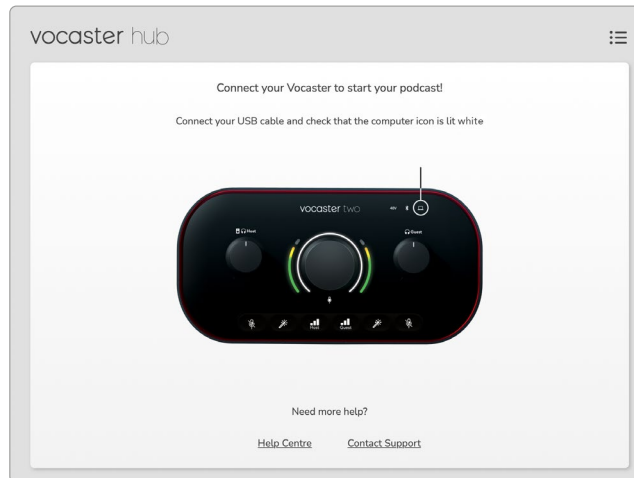 vocaster hub
Connect your Vocaster to start your podcast!
Connect your USB cable and check that the computer icon is lit white
vocaster two
48V
Host
Guest
Host
Guest
Need more help?
Help Centre
Contact Support